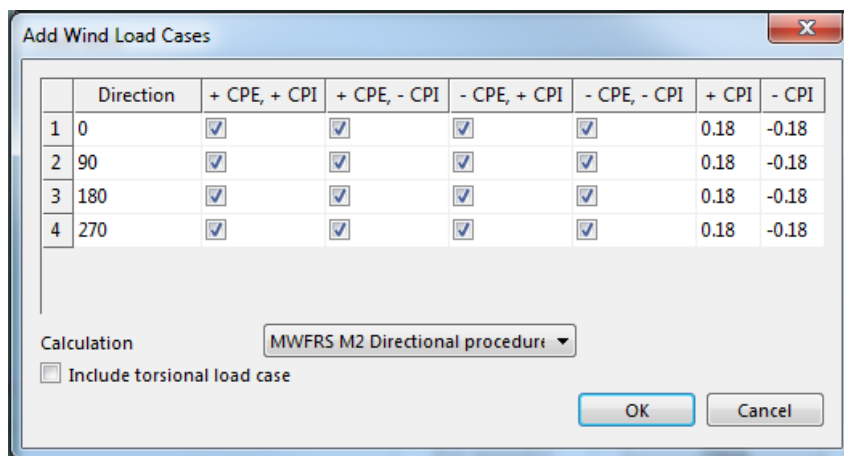 Add Wind Load Cases
Direction + CPE, + CPI + CPE, - CPI - CPE, + CPI - CPE, - CPI + CPI - CPI
1 0 0.18 -0.18
2 90 0.18 -0.18
3 180 0.18 -0.18
4 270 0.18 -0.18
Calculation MWFRS M2 Directional procedure
Include torsional load case
OK Cancel